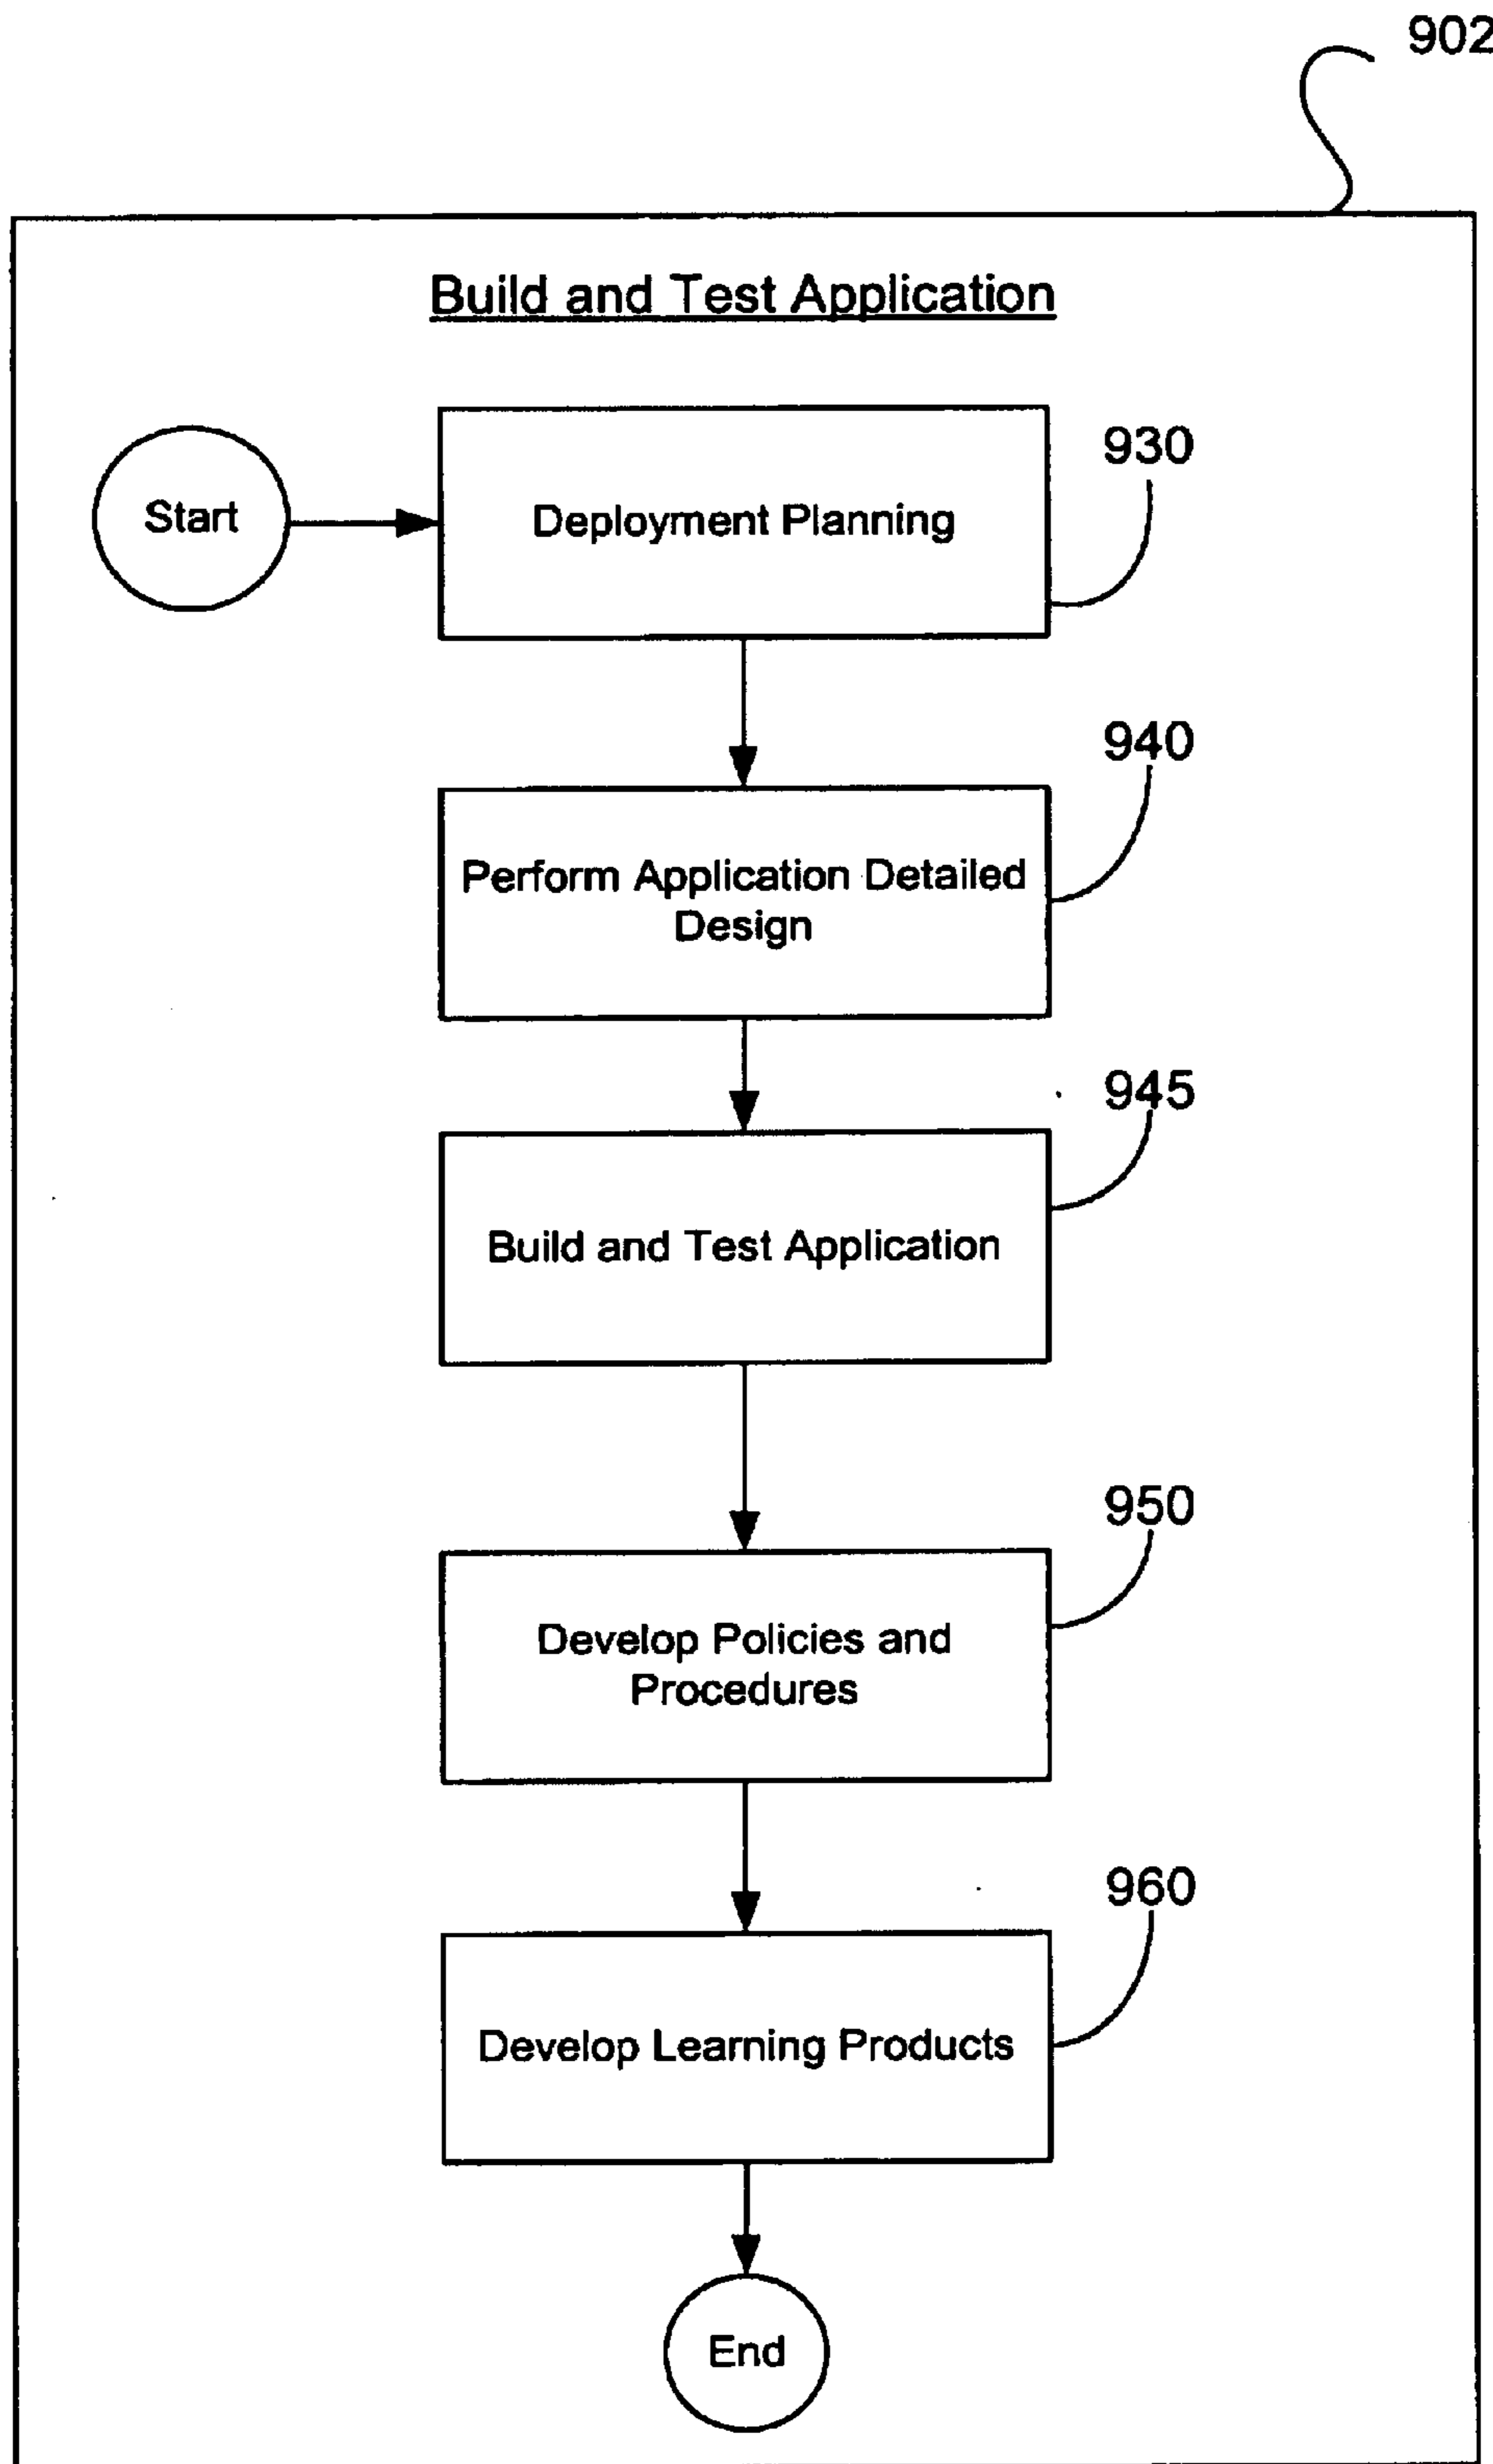 902
Build and Test Application
Start
Deployment Planning
930
940
Perform Application Detailed
Design
945
Build and Test Application
950
Develop Policies and
Procedures
960
Develop Learning Products
End